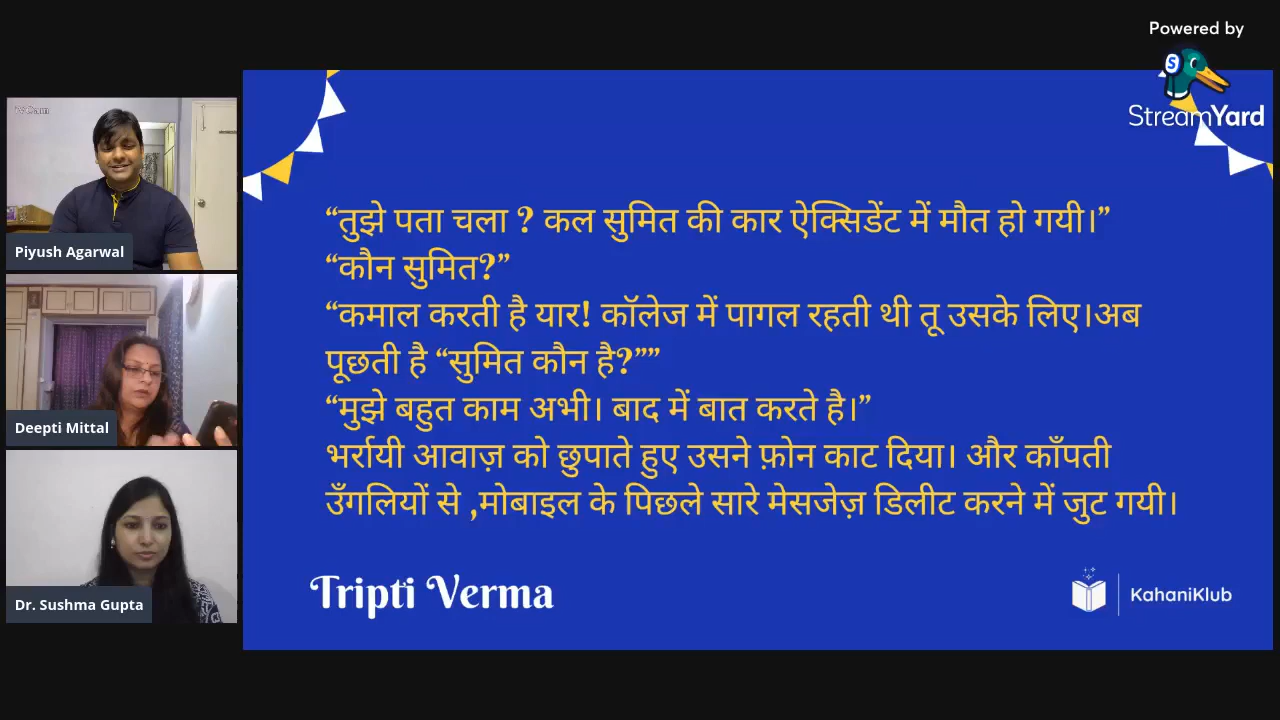 Powered by
StreamYard
Piyush Agarwal
Deepti Mittal
Dr. Sushma Gupta
“तुझे पता चला ? कल सुमित की कार ऐक्सिडेंट में मौत हो गयी।”
“कौन सुमित?”
“कमाल करती है यार! कॉलेज में पागल रहती थी तू उसके लिए।अब
पूछती है “सुमित कौन है?””
“मुझे बहुत काम अभी। बाद में बात करते है।”
भर्रायी आवाज़ को छुपाते हुए उसने फ़ोन काट दिया। और काँपती
उँगलियों से ,मोबाइल के पिछले सारे मेसजेज़ डिलीट करने में जुट गयी।
Tripti Verma
KahaniKlub